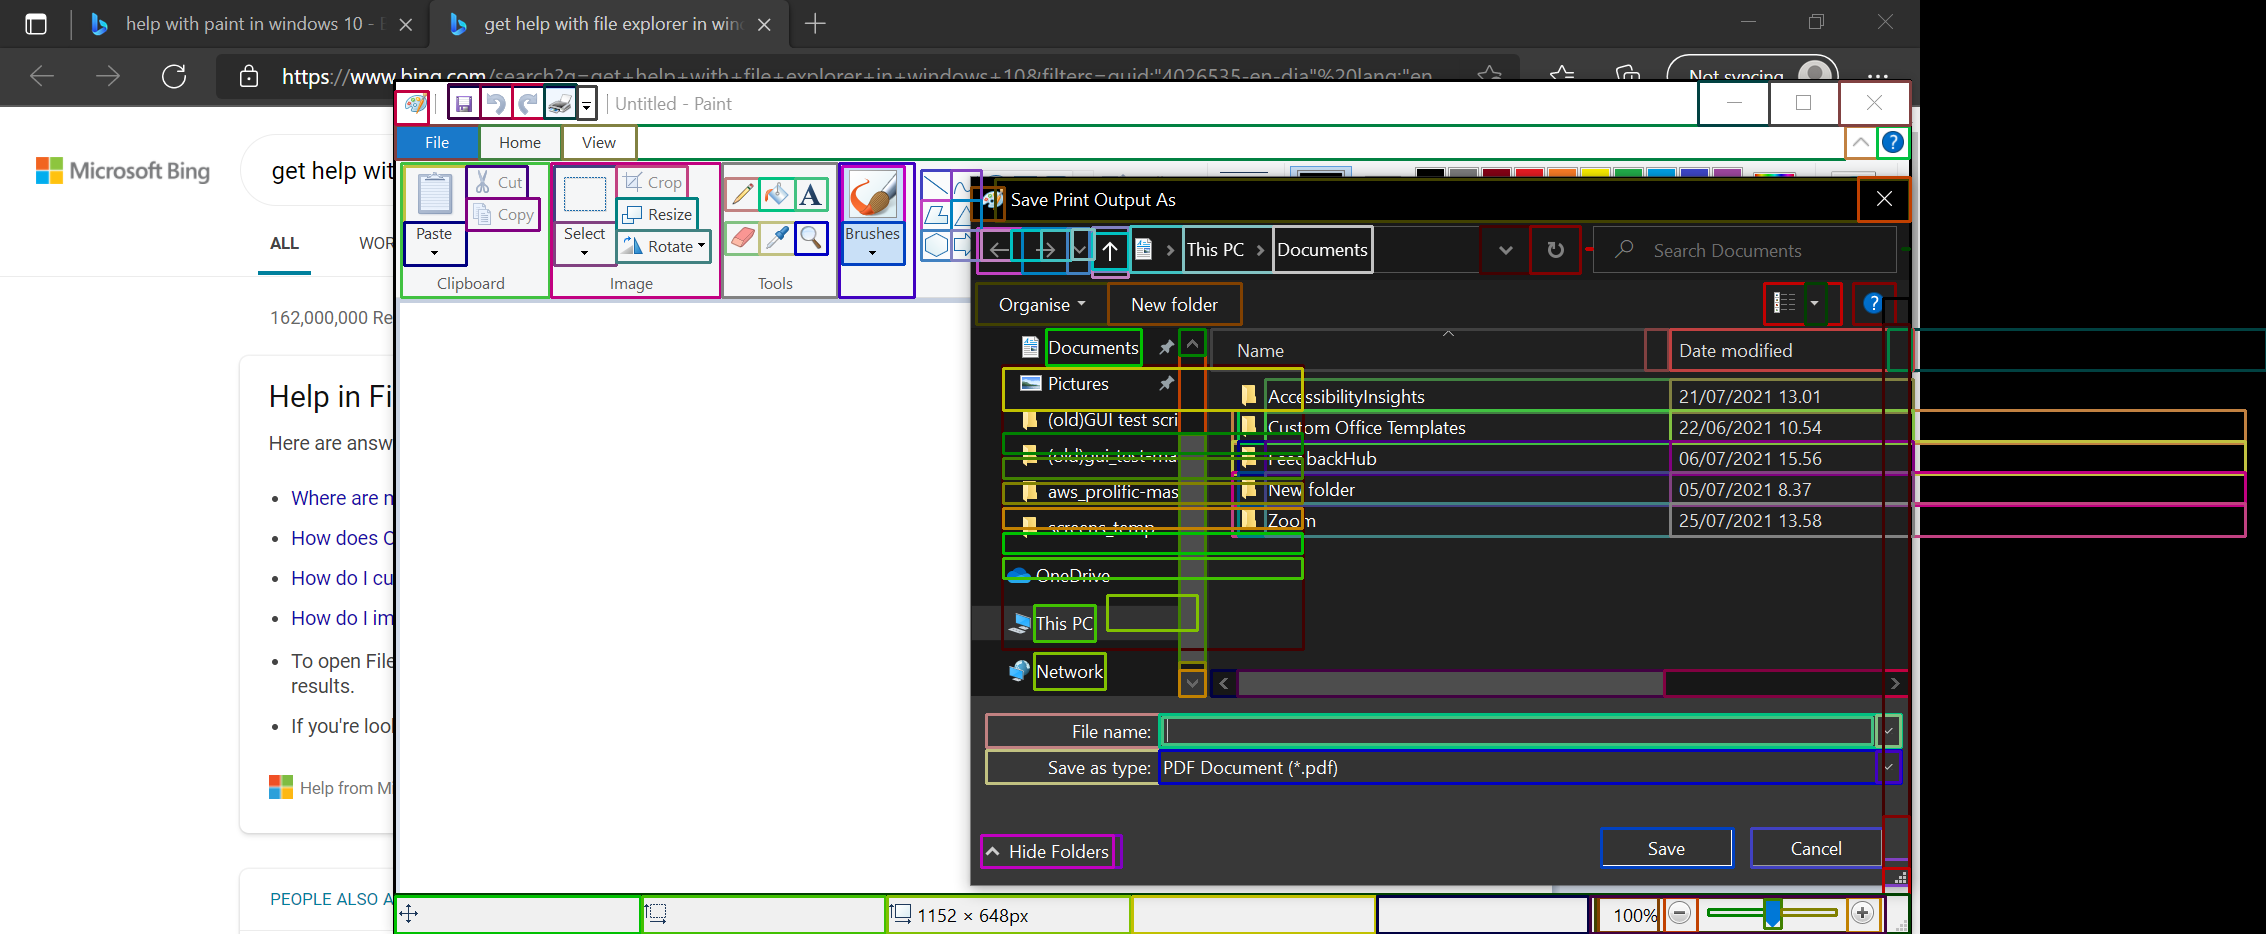 help with paint in windows 10 -
get help with file explorer in win
https://www.bing.com/search?q=get+help+with+file+explorer+in+windows+10&filters=guid:"4026535-en-dia"%20lang:"en
Not syncing
Microsoft Bing
get help wit
ALL
WOR
162,000,000 Re
Help in Fi
Here are answ
Where are n
How does C
How do I cu
How do I im
To open File
results.
If you're loo
Help from Mi
PEOPLE ALSO A
Untitled - Paint
File
Home
View
Paste
Cut
Copy
Clipboard
Select
Crop
Resize
Rotate
Image
Tools
Brushes
Save Print Output As
This PC
Documents
Search Documents
Organise
New folder
Documents
Pictures
(old)GUI test scri
(old)gui_test-ma
aws_prolific-mas
screens_temp
OneDrive
This PC
Network
Name
Date modified
AccessibilityInsights
21/07/2021 13.01
Custom Office Templates
22/06/2021 10.54
FeedbackHub
06/07/2021 15.56
New folder
05/07/2021 8.37
Zoom
25/07/2021 13.58
File name:
Save as type:
PDF Document (*.pdf)
Hide Folders
Save
Cancel
1152 × 648px
100%